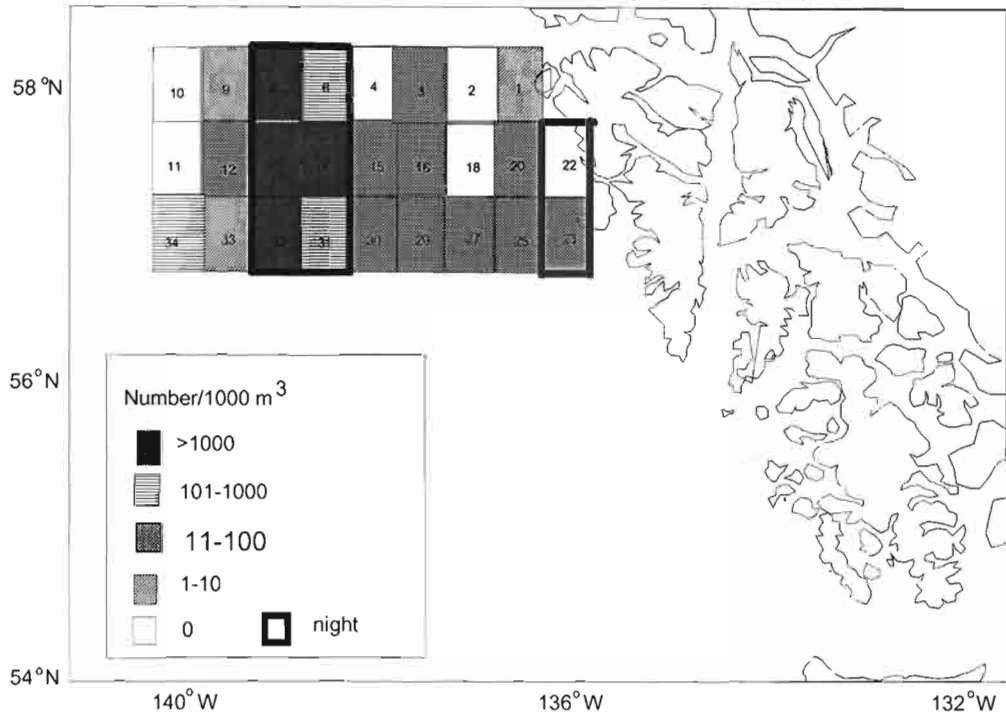 58 °N
10 9 6 4 3 2 1
11 12 15 16 18 20 22
34 33 31 30 29 27 25
56 °N
Number/1000 m 3
>1000
101-1000
11-100
1-10
0 night
54 °N
140° W 136° W 132° W